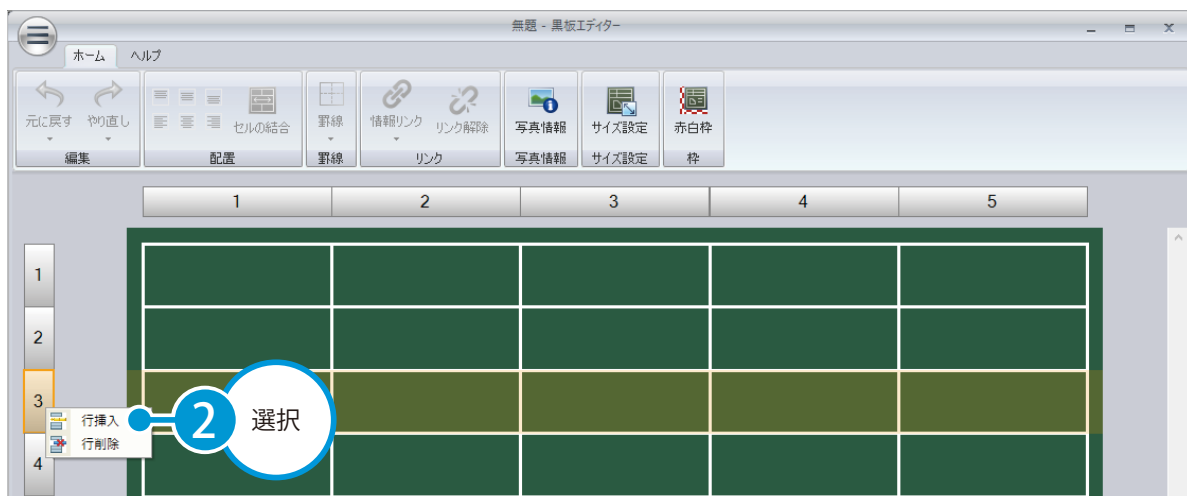 無題 - 黒板エディター
ホーム ヘルプ
元に戻す やり直し セルの結合 罫線 情報リンク リンク解除 写真情報 サイズ設定 赤白枠
編集 配置 罫線 リンク 写真情報 サイズ設定 枠
1 2 3 4 5
1
2
3
行挿入 2 選択
行削除
4